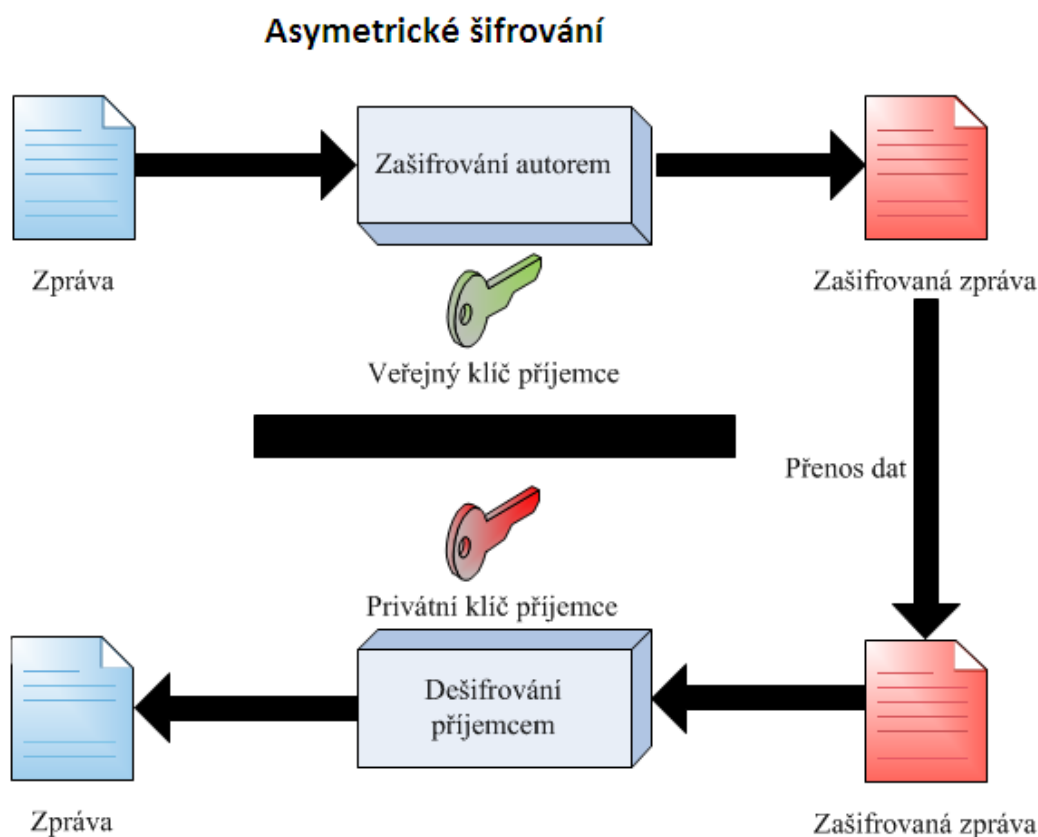 Asymetrické šifrování
Zašifrování autorem
Zpráva
Zašifrovaná zpráva
Veřejný klíč příjemce
Přenos dat
Privátní klíč příjemce
Dešifrování
příjemcem
Zpráva
Zašifrovaná zpráva